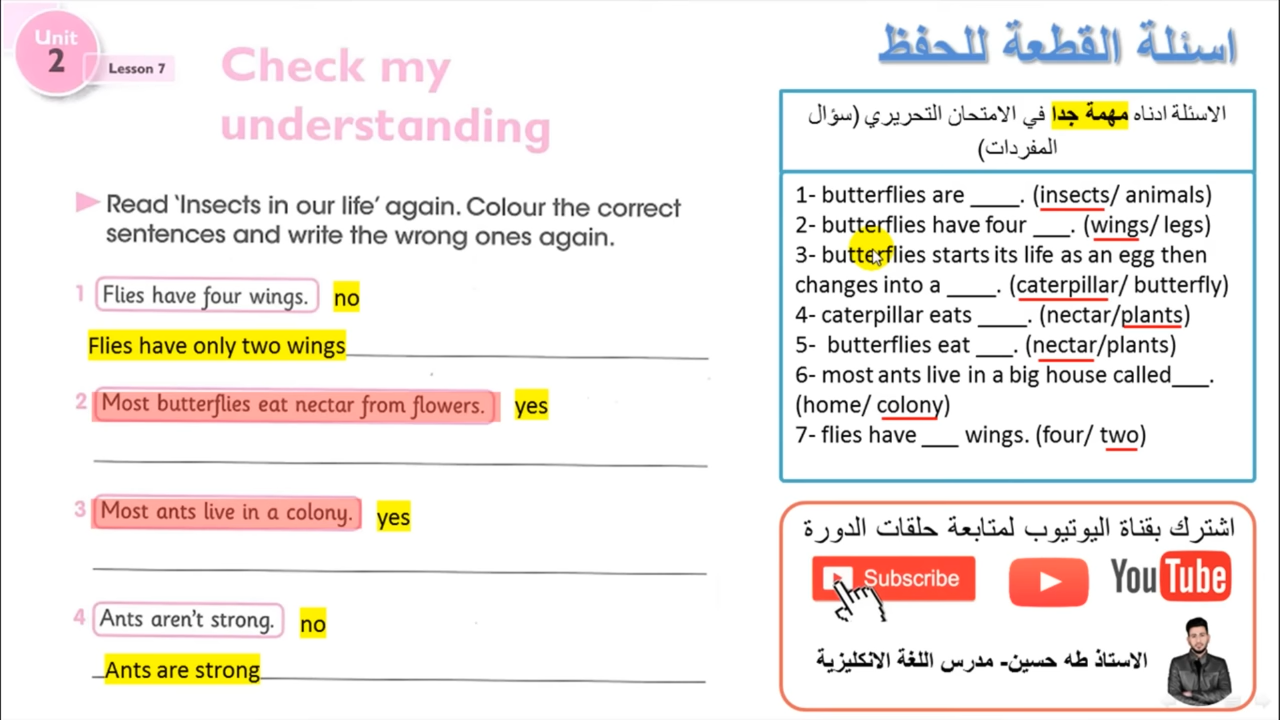 Unit
2
Lesson 7
Check my
understanding
Read ‘Insects in our life’ again. Colour the correct
sentences and write the wrong ones again.
1 Flies have four wings. no
Flies have only two wings
2 Most butterflies eat nectar from flowers. yes
3 Most ants live in a colony. yes
4 Ants aren’t strong. no
Ants are strong
اسئلة القطعة للحفظ
الاسئلة ادناه مهمة جدا في الامتحان التحريري (سؤال
المفردات)
1- butterflies are ____. (insects/ animals)
2- butterflies have four ___. (wings/ legs)
3- butterflies starts its life as an egg then
changes into a ____. (caterpillar/ butterfly)
4- caterpillar eats ____. (nectar/plants)
5- butterflies eat ___. (nectar/plants)
6- most ants live in a big house called___.
(home/ colony)
7- flies have ___ wings. (four/ two)
اشترك بقناة اليوتيوب لمتابعة حلقات الدورة
Subscribe
YouTube
الاستاذ طه حسين- مدرس اللغة الانكليزية